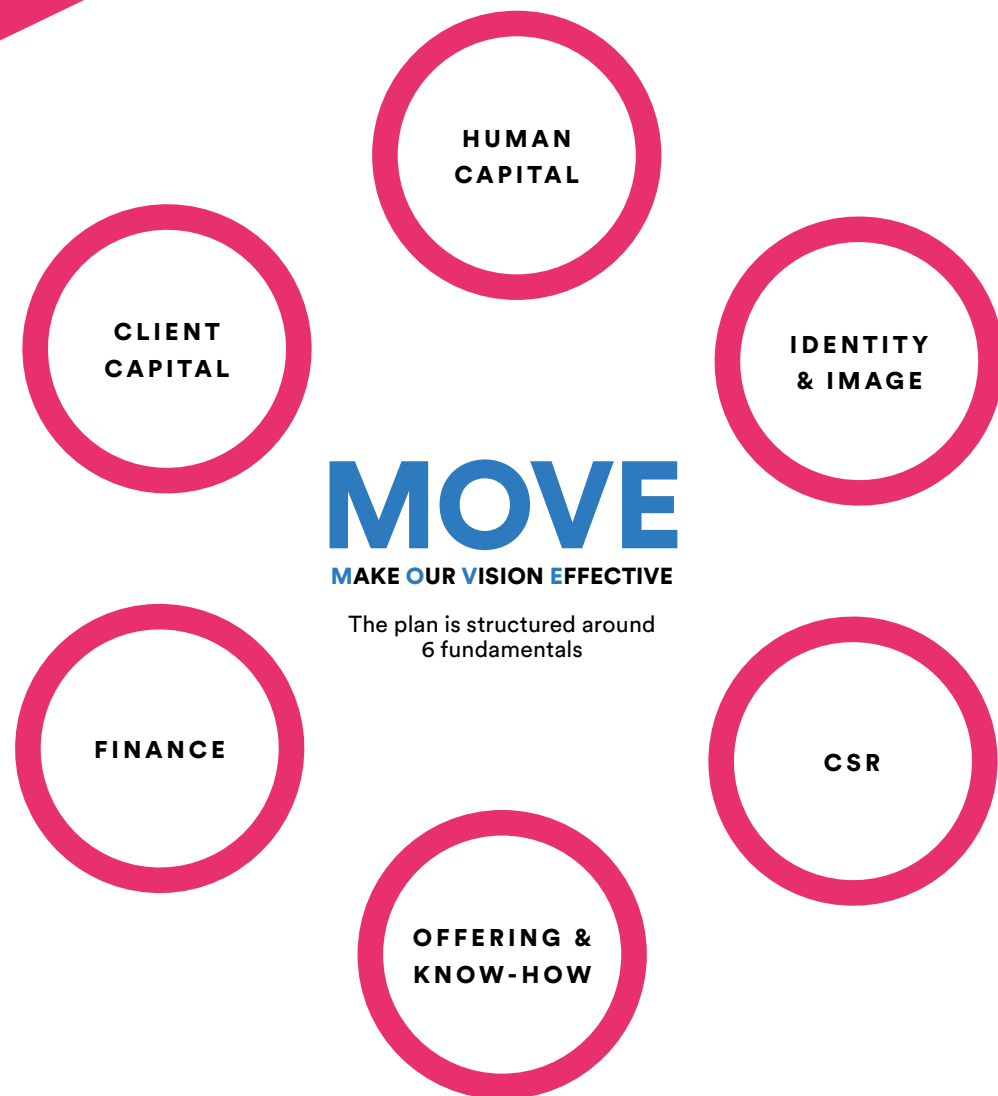 HUMAN
CAPITAL
CLIENT
CAPITAL
IDENTITY
& IMAGE
MOVE
MAKE OUR VISION EFFECTIVE
The plan is structured around
6 fundamentals
FINANCE
CSR
OFFERING &
KNOW-HOW